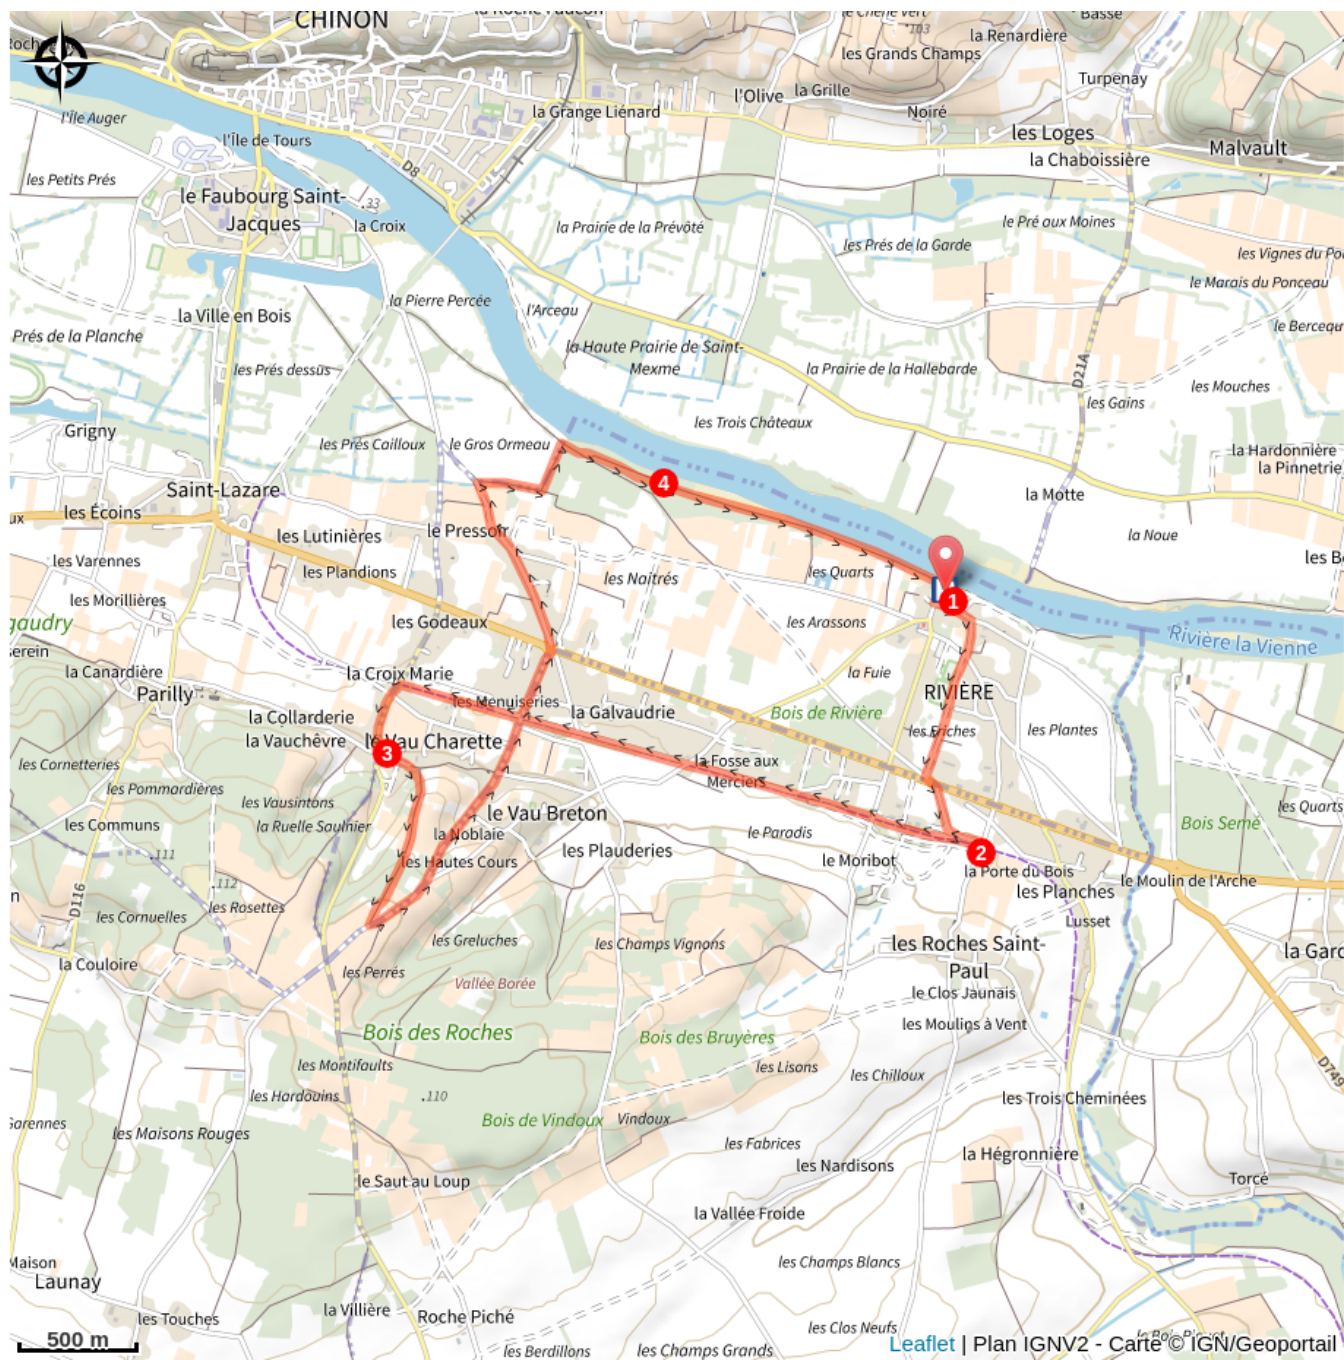 CHINON
la Renardière
les Grands Champs
103
Turpenay
l'Olive
la Grille
Noiré
la Grange Liénard
les Loges
la Chaboissière
Malvault
l'Île Auger
l'Île de Tours
D8
les Petits Prés
le Faubourg Saint-
Jacques
33
la Croix
la Prairie de la Prévôté
les Prés de la Garde
le Pré aux Moines
les Vignes du Po
le Marais du Ponceau
la Pierre Percée
l'Arceau
la Ville en Bois
le Berceau
Prés de la Planche
la Haute Prairie de Saint-
Mexme
les Prés dessus
la Prairie de la Hallebarde
D21A
les Mouches
les Gains
les Trois Châteaux
Grigny
les Prés Cailloux
le Gros Ormeau
la Hardonnière
la Pinnetrie
Saint-Lazare
4
la Motte
ux
les Écoins
les Lutinières
le Pressoir
la Noue
les Varennes
les Plandions
les Naîtrés
les Quarts
les B
les Morillières
1
gaudry
les Godeaux
les Arassons
Rivière la Vienne
serein
la Canardière
la Croix Marie
la Fuie
Parilly
les Menuiseries
RIVIÈRE
la Collarderie
la Galvaudrie
Bois de Rivière
la Vauchêvre
le Vau Charette
les Friches
les Plantes
3
les Cornetteries
la Fosse aux
Merciers
les Pommardières
les Vausintons
le Vau Breton
les Quarts
les Communs
la Ruelle Saulnier
la Noblaie
le Paradis
Bois Semé
111
les Hautes Cours
les Plauderies
le Moribot
2
la Porte du Bois
112
les Planches
le Moulin de l'Arche
n
D116
les Rosettes
les Cornuelles
Lusset
les Greluches
les Champs Vignons
les Roches Saint-
Paul
la Gard
la Couloire
les Perrés
Vallée Borée
le Clos Jaunais
Bois des Roches
Bois des Bruyères
les Moulins à Vent
les Montifaults
les Lisons
les Chilloux
D749
les Hardouins
110
les Trois Cheminées
Garennes
les Maisons Rouges
Bois de Vindoux
Vindoux
les Fabrices
la Hégronnière
les Nardisons
le Saut au Loup
Torcé
la Vallée Froide
Maison
les Champs Blancs
Launay
les Touches
la Villière
Roche Piché
les Clos Neufs
500 m
les Berdillons
les Champs Grands
Leaflet | Plan IGNV2 - Carte © IGN/Geoportail